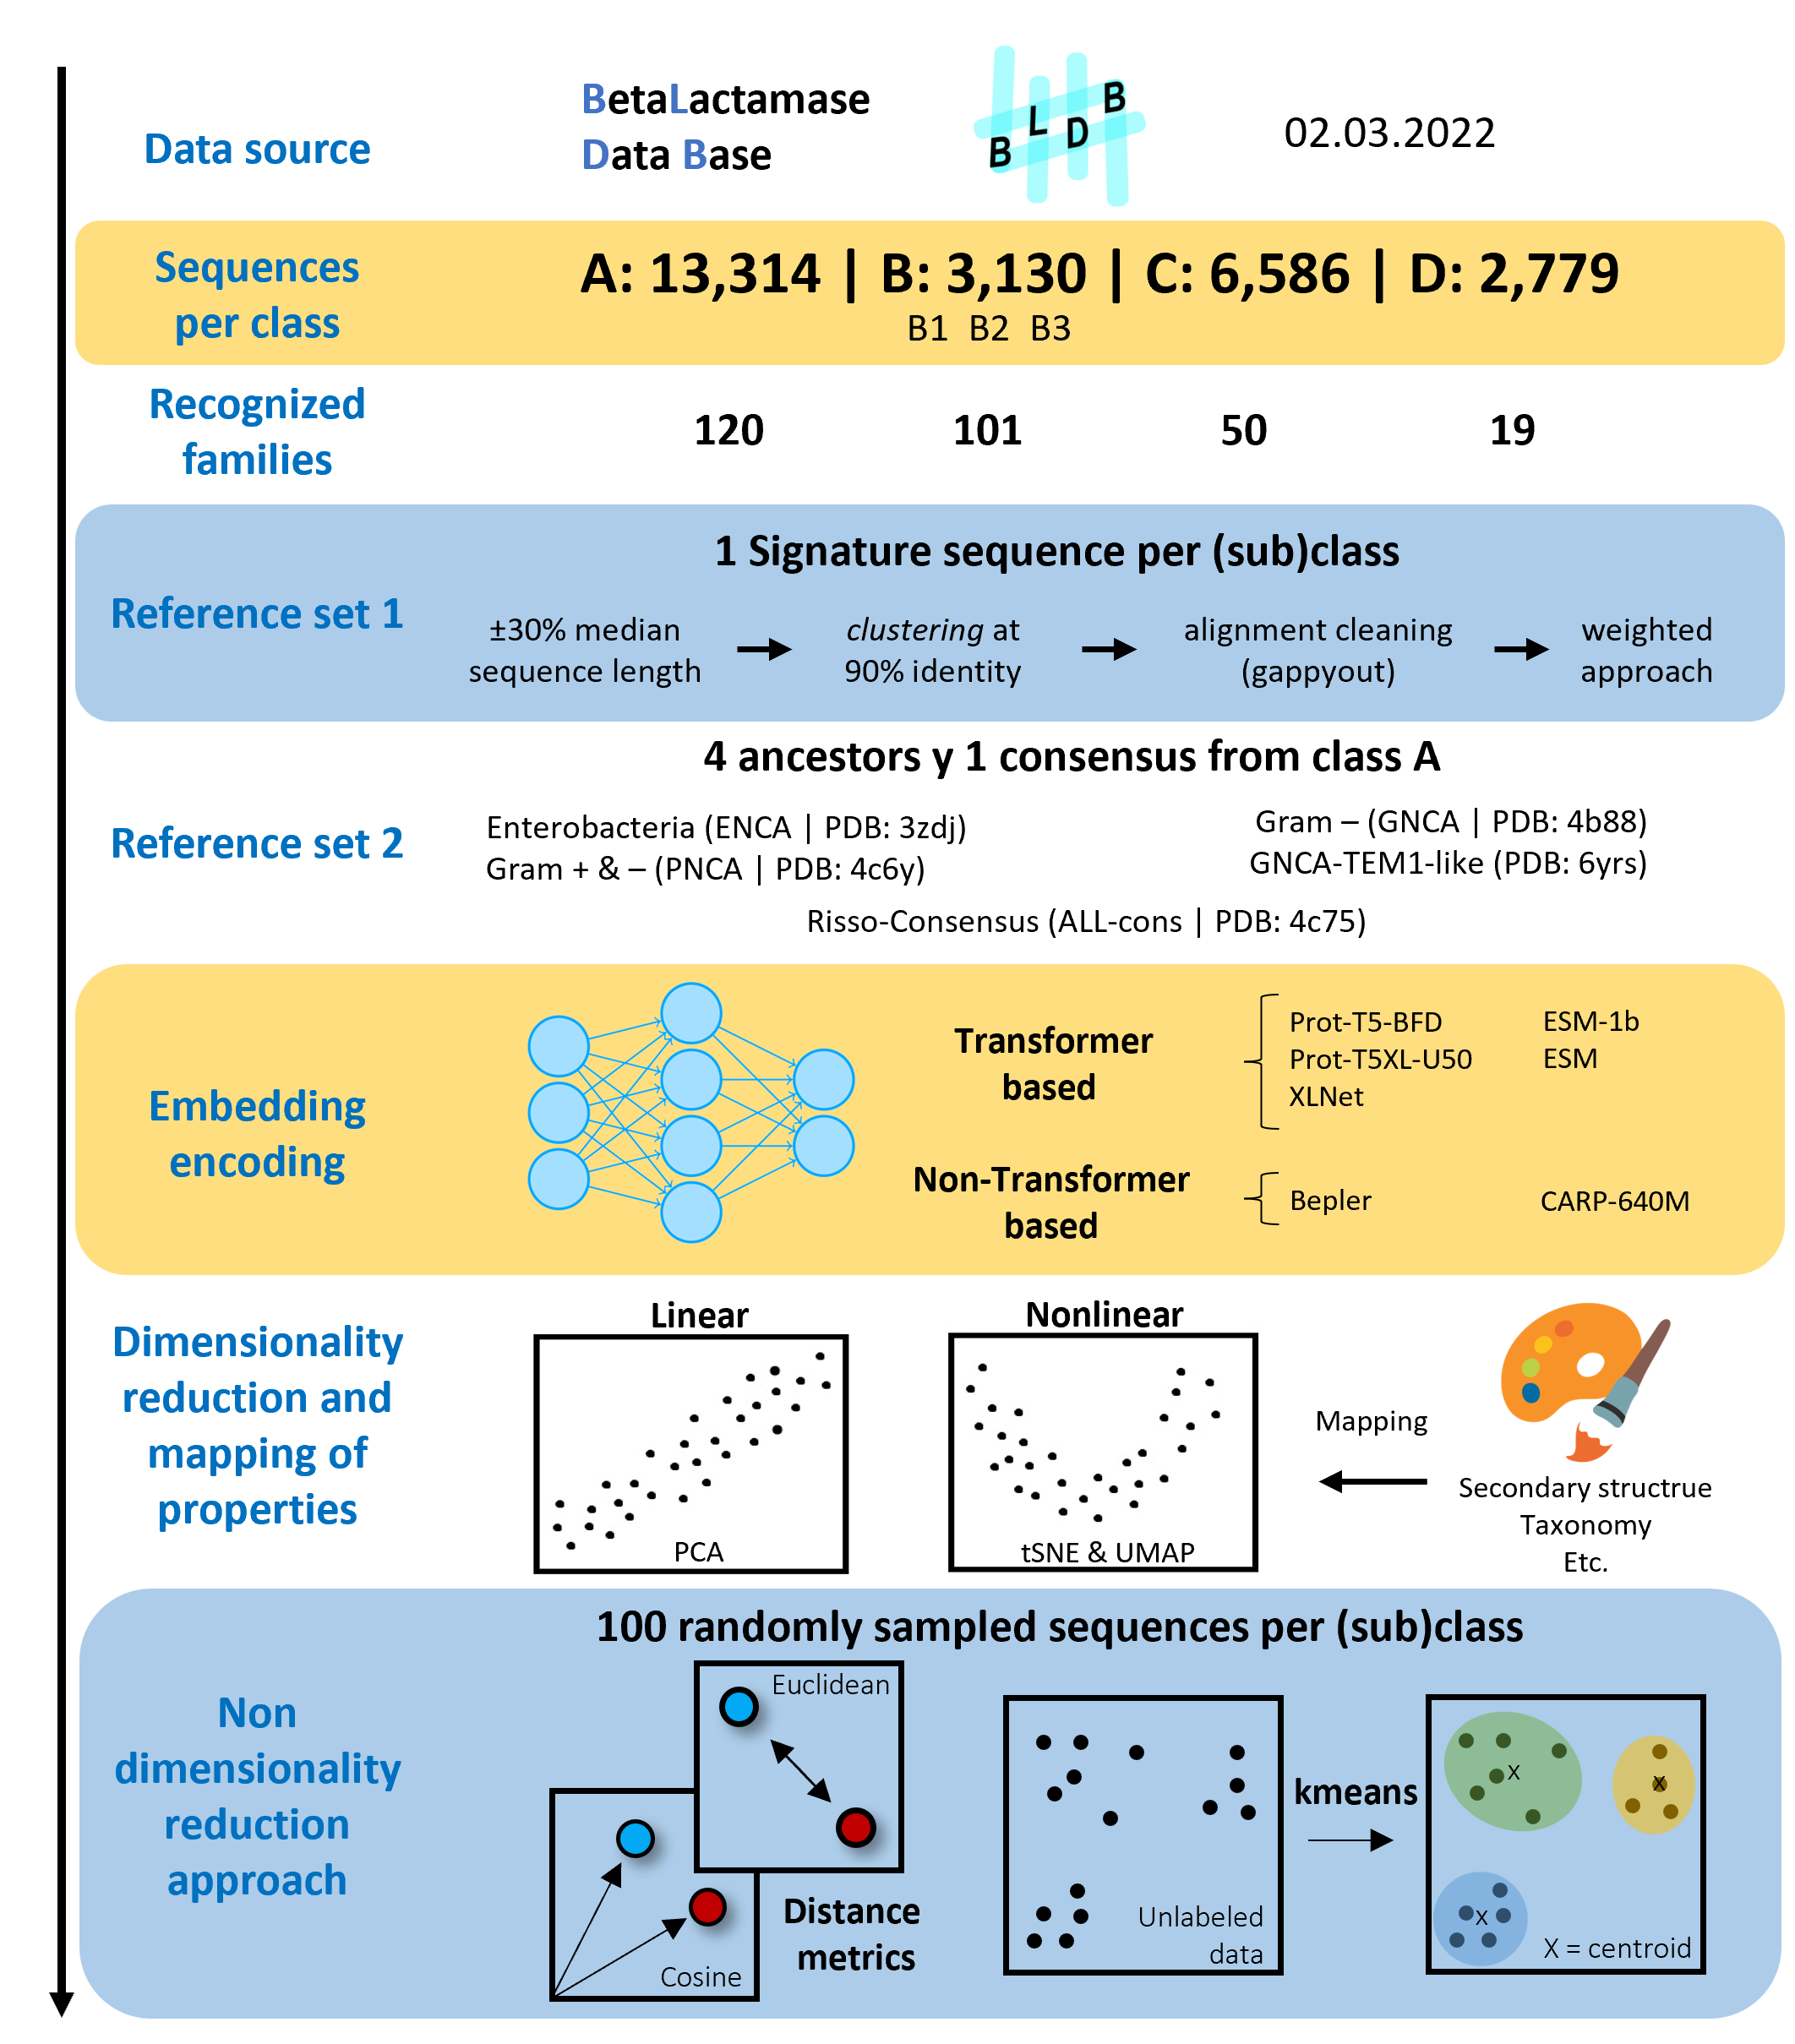 Data source
BetaLactamase
Data Base
B L D B
02.03.2022
Sequences
per class
A: 13,314 | B: 3,130 | C: 6,586 | D: 2,779
B1 B2 B3
Recognized
families
120 101 50 19
Reference set 1
1 Signature sequence per (sub)class
±30% median
sequence length
clustering at
90% identity
alignment cleaning
(gappyout)
weighted
approach
Reference set 2
4 ancestors y 1 consensus from class A
Enterobacteria (ENCA | PDB: 3zdj)
Gram + & – (PNCA | PDB: 4c6y)
Gram – (GNCA | PDB: 4b88)
GNCA-TEM1-like (PDB: 6yrs)
Risso-Consensus (ALL-cons | PDB: 4c75)
Embedding
encoding
Transformer
based
Prot-T5-BFD
Prot-T5XL-U50
XLNet
ESM-1b
ESM
Non-Transformer
based
Bepler
CARP-640M
Dimensionality
reduction and
mapping of
properties
Linear
PCA
Nonlinear
tSNE & UMAP
Mapping
Secondary structrue
Taxonomy
Etc.
Non
dimensionality
reduction
approach
100 randomly sampled sequences per (sub)class
Euclidean
Cosine
Distance
metrics
Unlabeled
data
kmeans
X
X
X
X = centroid